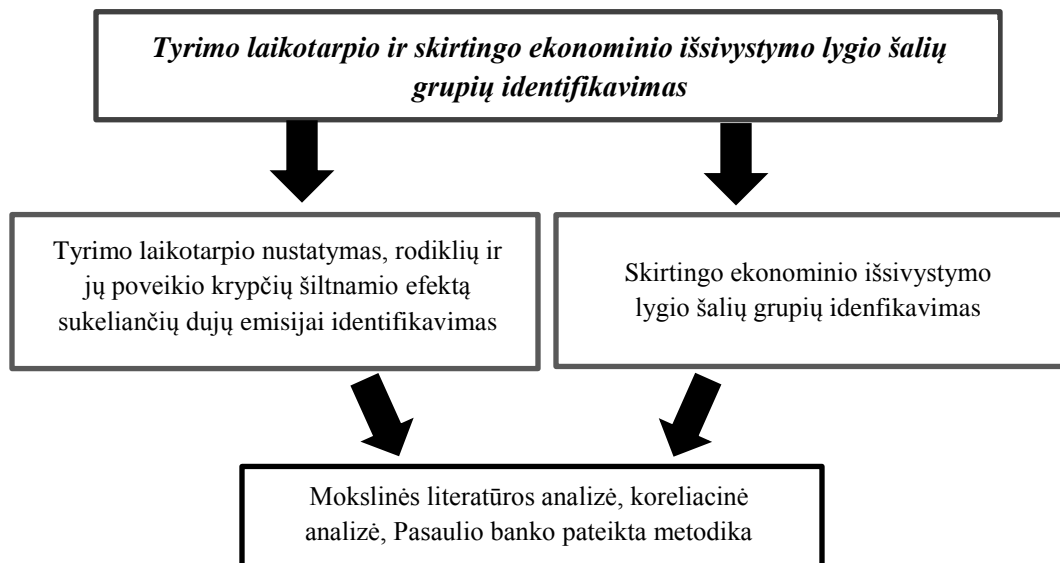 Tyrimo laikotarpio ir skirtingo ekonominio išsivystymo lygio šalių
grupių identifikavimas
Tyrimo laikotarpio nustatymas, rodiklių ir
jų poveikio krypčių šiltnamio efektą
sukeliančių dujų emisijai identifikavimas
Skirtingo ekonominio išsivystymo
lygio šalių grupių idenfikavimas
Mokslinės literatūros analizė, koreliacinė
analizė, Pasaulio banko pateikta metodika